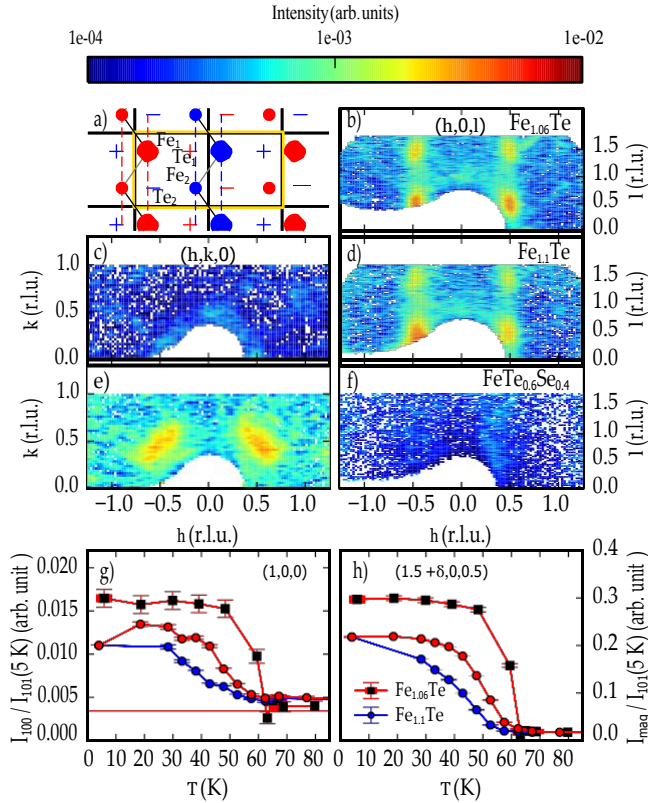 Intensity (arb. units)
1e-04 1e-03 1e-02
a) Fe₁ Te₁ Fe₂ Te₂
b) (h,0,l) Fe₁.₀₆Te
1.5
1.0
0.5
0.0
l (r.l.u.)
c) (h,k,0)
1.0
0.5
0.0
k (r.l.u.)
d) Fe₁.₁Te
1.5
1.0
0.5
0.0
l (r.l.u.)
e)
1.0
0.5
0.0
k (r.l.u.)
−1.0 −0.5 0.0 0.5 1.0
h (r.l.u.)
f) FeTe₀.₆Se₀.₄
1.5
1.0
0.5
0.0
l (r.l.u.)
−1.0 −0.5 0.0 0.5 1.0
h (r.l.u.)
g) (1,0,0)
0.020
0.015
0.010
0.005
0.000
I₁₀₀ / I₁₀₁(5 K) (arb. unit)
0 10 20 30 40 50 60 70 80
T (K)
h) (1.5 +δ,0,0.5)
Fe₁.₀₆Te
Fe₁.₁Te
0.4
0.3
0.2
0.1
0.0
I_mag / I₁₀₁(5 K) (arb. unit)
0 10 20 30 40 50 60 70 80
T (K)